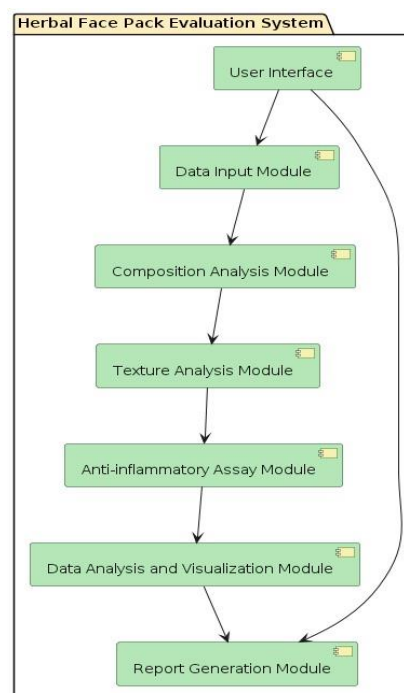 Herbal Face Pack Evaluation System
User Interface
Data Input Module
Composition Analysis Module
Texture Analysis Module
Anti-inflammatory Assay Module
Data Analysis and Visualization Module
Report Generation Module